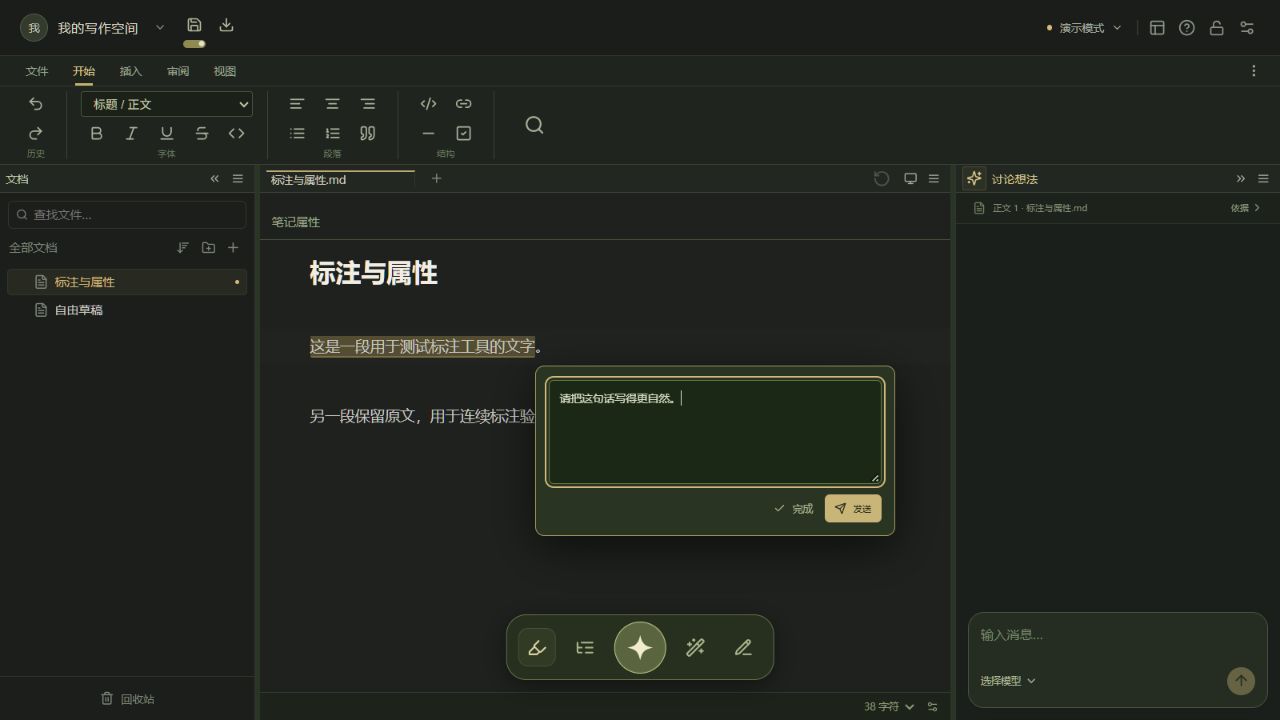 我 我的写作空间
演示模式
文件 开始 插入 审阅 视图
标题 / 正文
历史 字体 段落 结构
文档
标注与属性.md
讨论想法
查找文件...
正文 1 · 标注与属性.md 依据
笔记属性
全部文档
标注与属性
自由草稿
标注与属性
这是一段用于测试标注工具的文字。
另一段保留原文，用于连续标注验
请把这句话写得更自然。
完成 发送
输入消息...
选择模型
回收站
38 字符